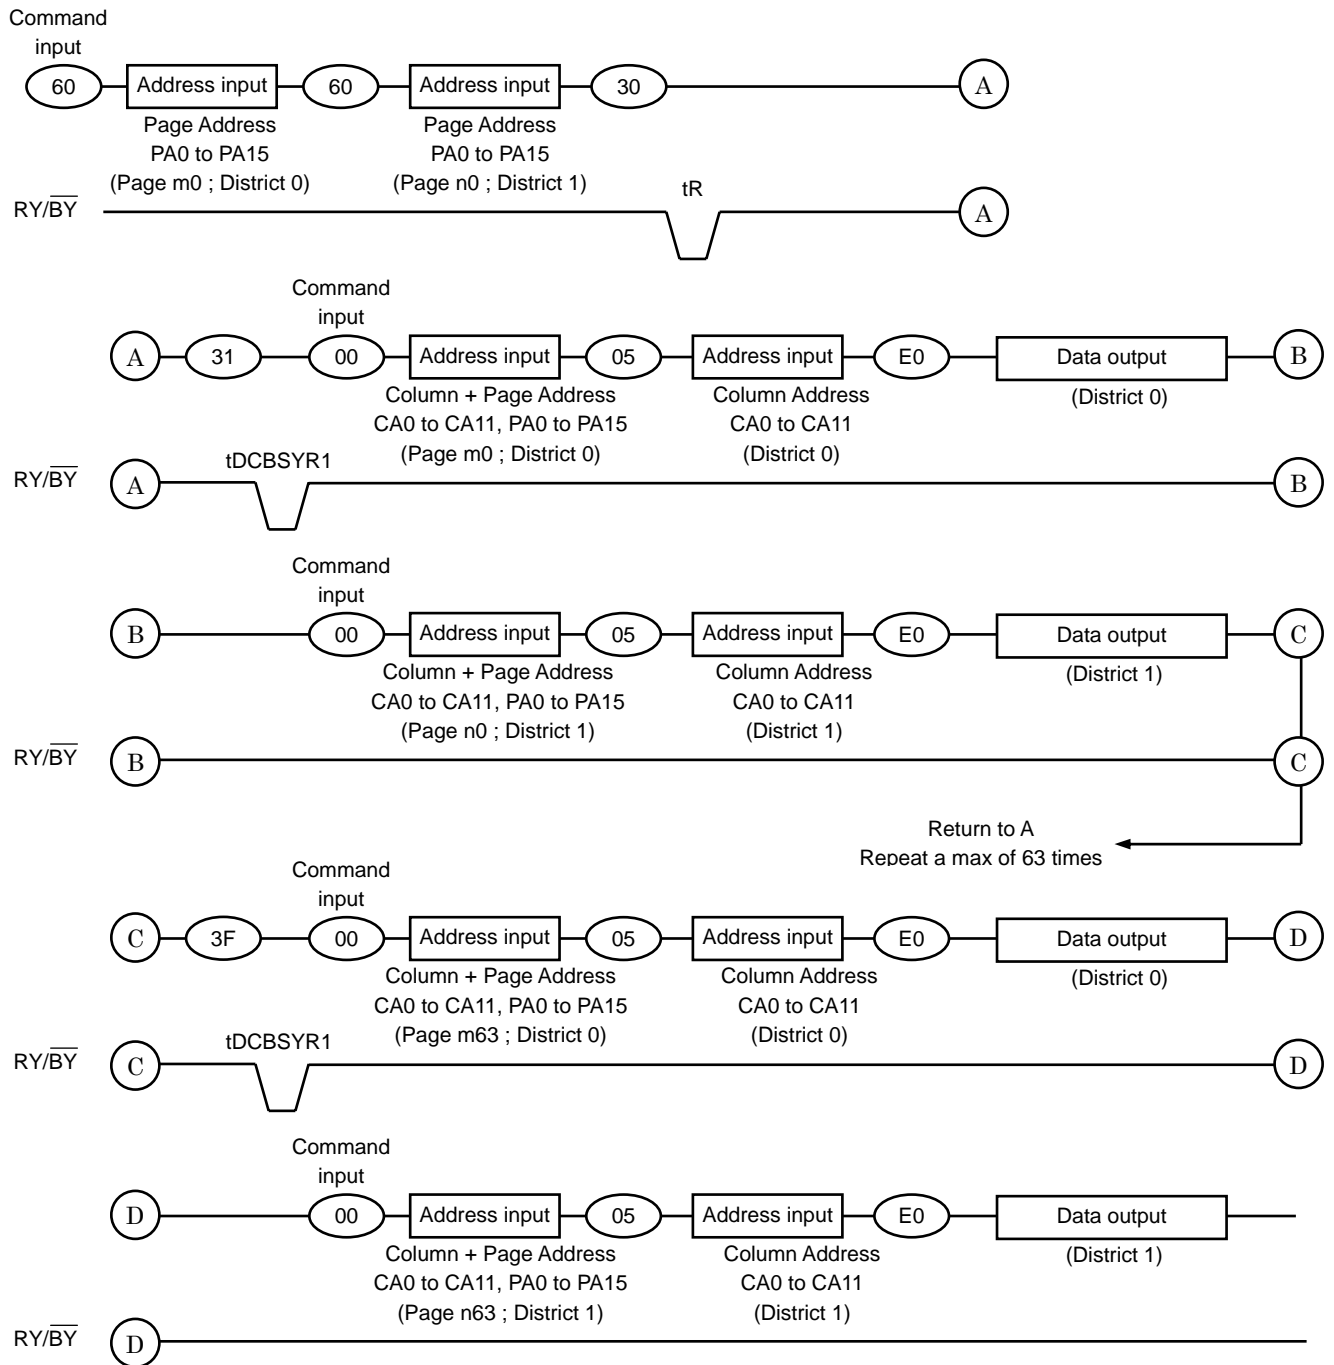 Command
input
60 Address input 60 Address input 30 A
Page Address Page Address
PA0 to PA15 PA0 to PA15
(Page m0 ; District 0) (Page n0 ; District 1)
tR
RY/BY A
Command
input
A 31 00 Address input 05 Address input E0 Data output B
Column + Page Address Column Address (District 0)
CA0 to CA11, PA0 to PA15 CA0 to CA11
(Page m0 ; District 0) (District 0)
tDCBSYR1
RY/BY A B
Command
input
B 00 Address input 05 Address input E0 Data output C
Column + Page Address Column Address (District 1)
CA0 to CA11, PA0 to PA15 CA0 to CA11
(Page n0 ; District 1) (District 1)
RY/BY B C
Return to A
Repeat a max of 63 times
Command
input
C 3F 00 Address input 05 Address input E0 Data output D
Column + Page Address Column Address (District 0)
CA0 to CA11, PA0 to PA15 CA0 to CA11
(Page m63 ; District 0) (District 0)
tDCBSYR1
RY/BY C D
Command
input
D 00 Address input 05 Address input E0 Data output
Column + Page Address Column Address (District 1)
CA0 to CA11, PA0 to PA15 CA0 to CA11
(Page n63 ; District 1) (District 1)
RY/BY D